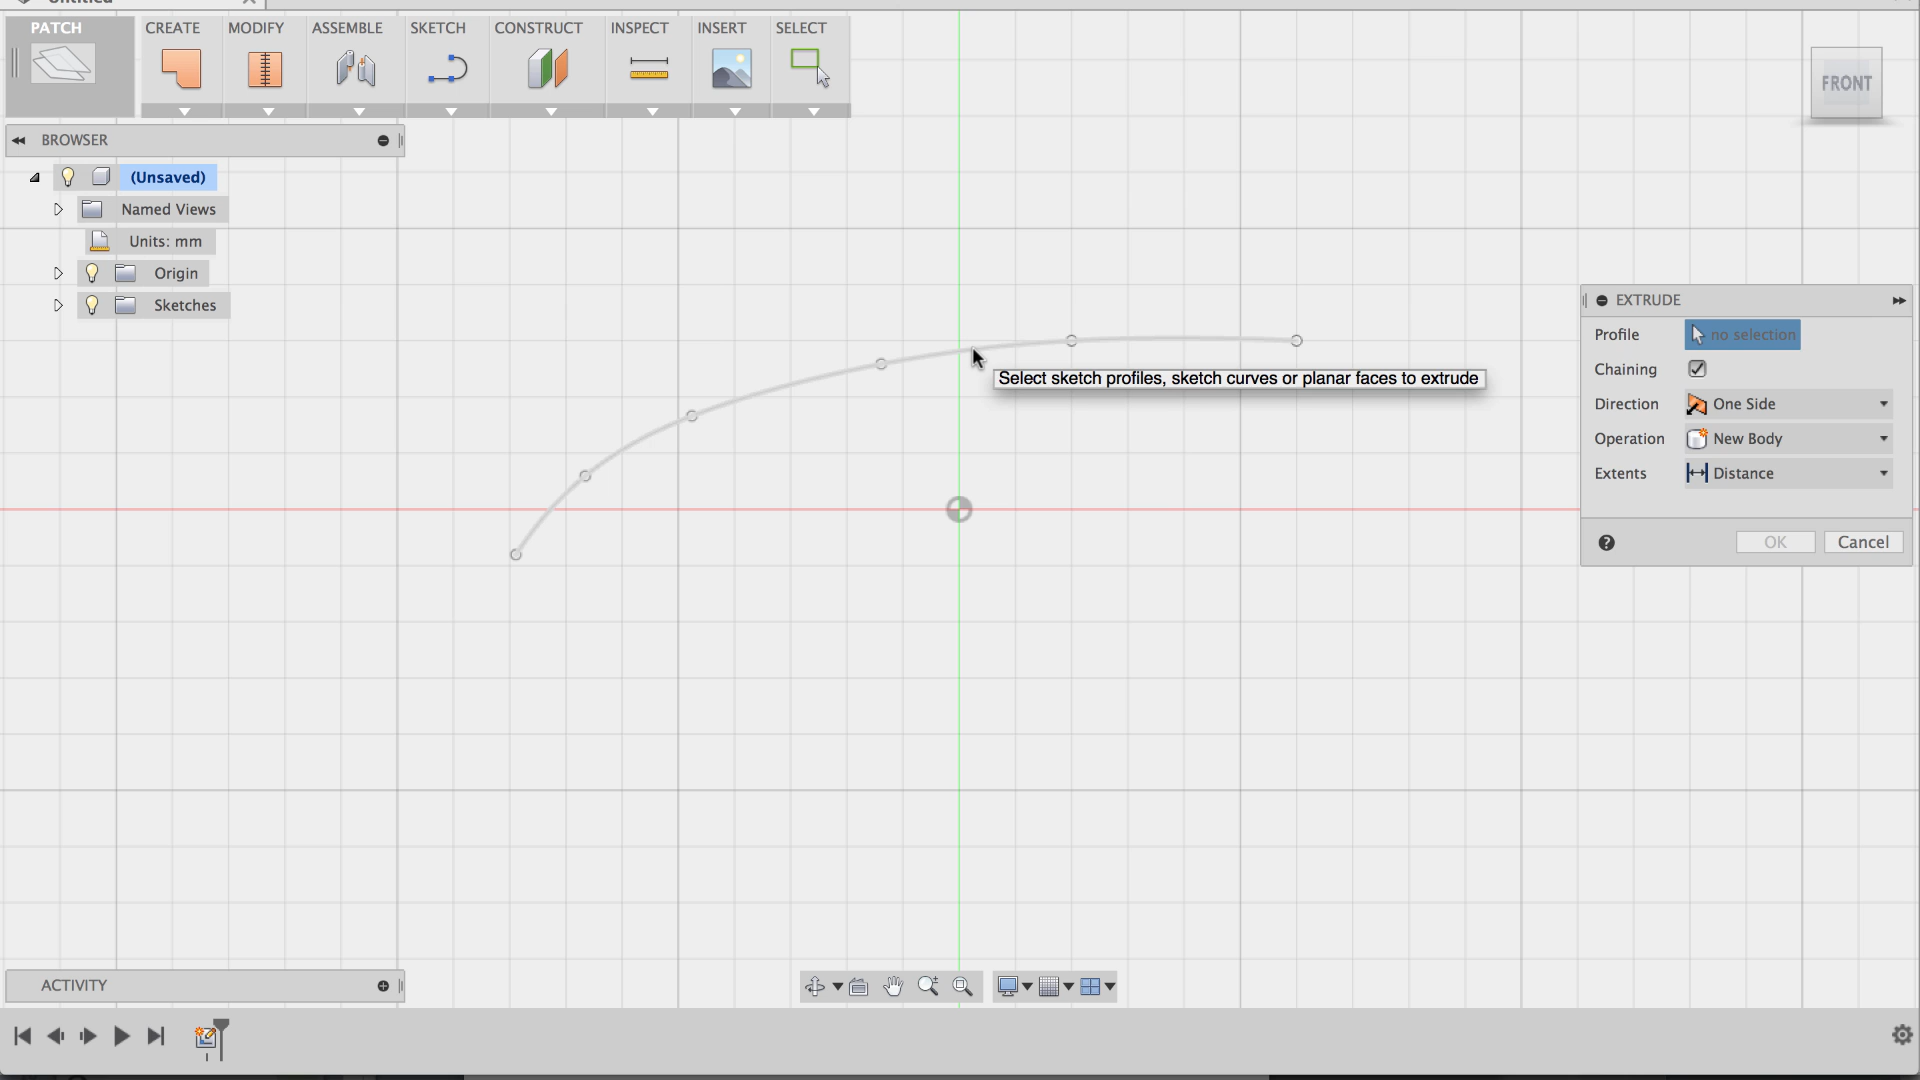 Untitled
PATCH CREATE MODIFY ASSEMBLE SKETCH CONSTRUCT INSPECT INSERT SELECT
FRONT
BROWSER
(Unsaved)
Named Views
Units: mm
Origin
Sketches
EXTRUDE
Profile no selection
Chaining
Direction One Side
Operation New Body
Extents Distance
OK Cancel
Select sketch profiles, sketch curves or planar faces to extrude
ACTIVITY